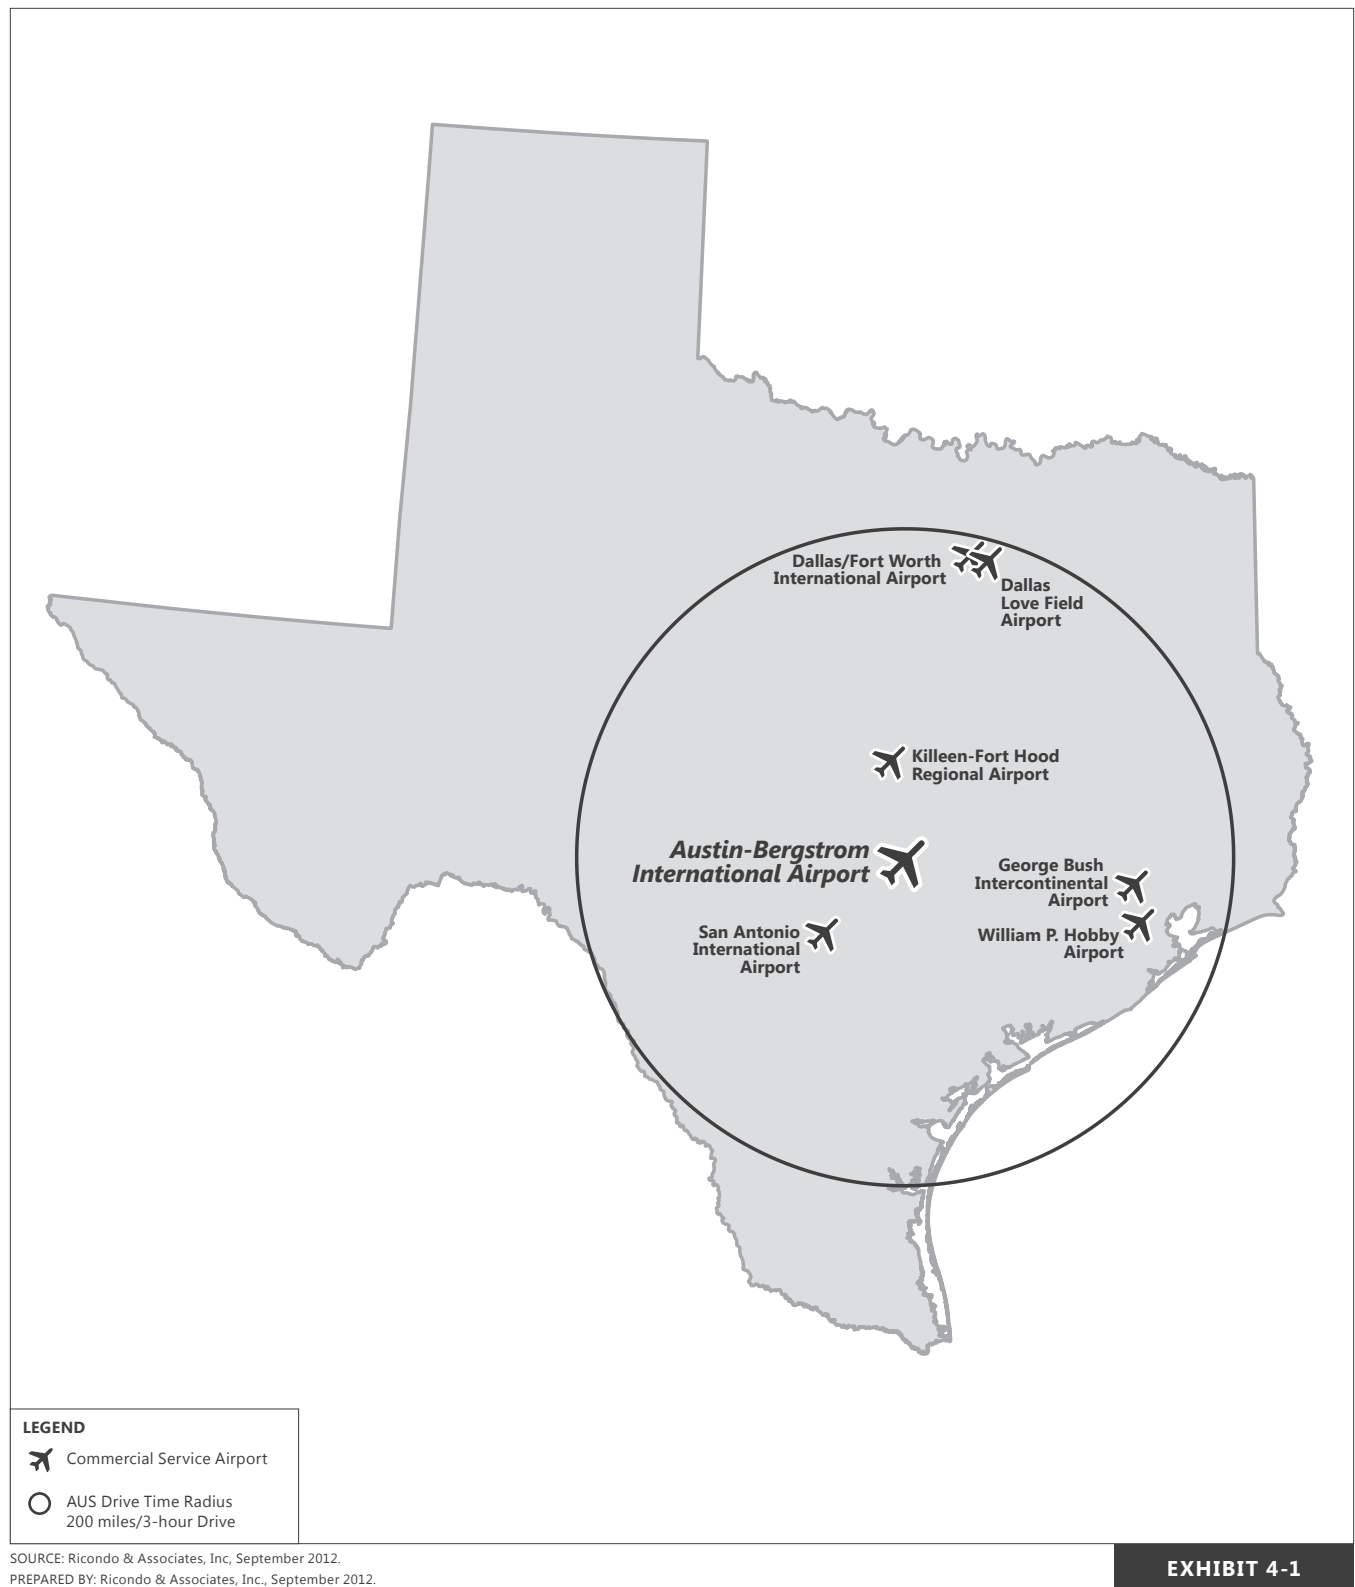 Dallas/Fort Worth
International Airport
Dallas
Love Field
Airport
Killeen-Fort Hood
Regional Airport
Austin-Bergstrom
International Airport
George Bush
Intercontinental
Airport
San Antonio
International
Airport
William P. Hobby
Airport
LEGEND
Commercial Service Airport
AUS Drive Time Radius
200 miles/3-hour Drive
SOURCE: Ricondo & Associates, Inc, September 2012.
PREPARED BY: Ricondo & Associates, Inc., September 2012.
EXHIBIT 4-1